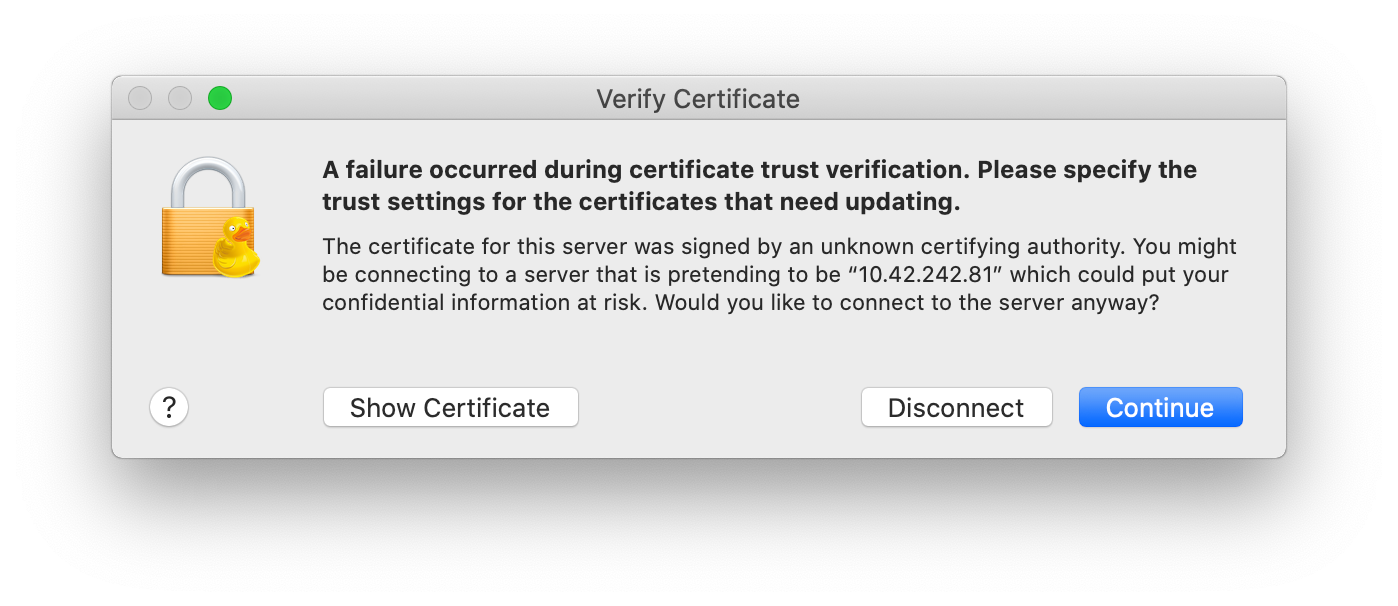 Verify Certificate
A failure occurred during certificate trust verification. Please specify the
trust settings for the certificates that need updating.
The certificate for this server was signed by an unknown certifying authority. You might
be connecting to a server that is pretending to be “10.42.242.81” which could put your
confidential information at risk. Would you like to connect to the server anyway?
?
Show Certificate
Disconnect
Continue